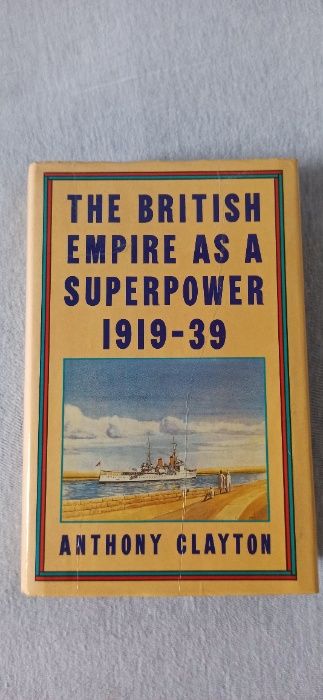 THE BRITISH
EMPIRE AS A
SUPERPOWER
1919-39
ANTHONY CLAYTON